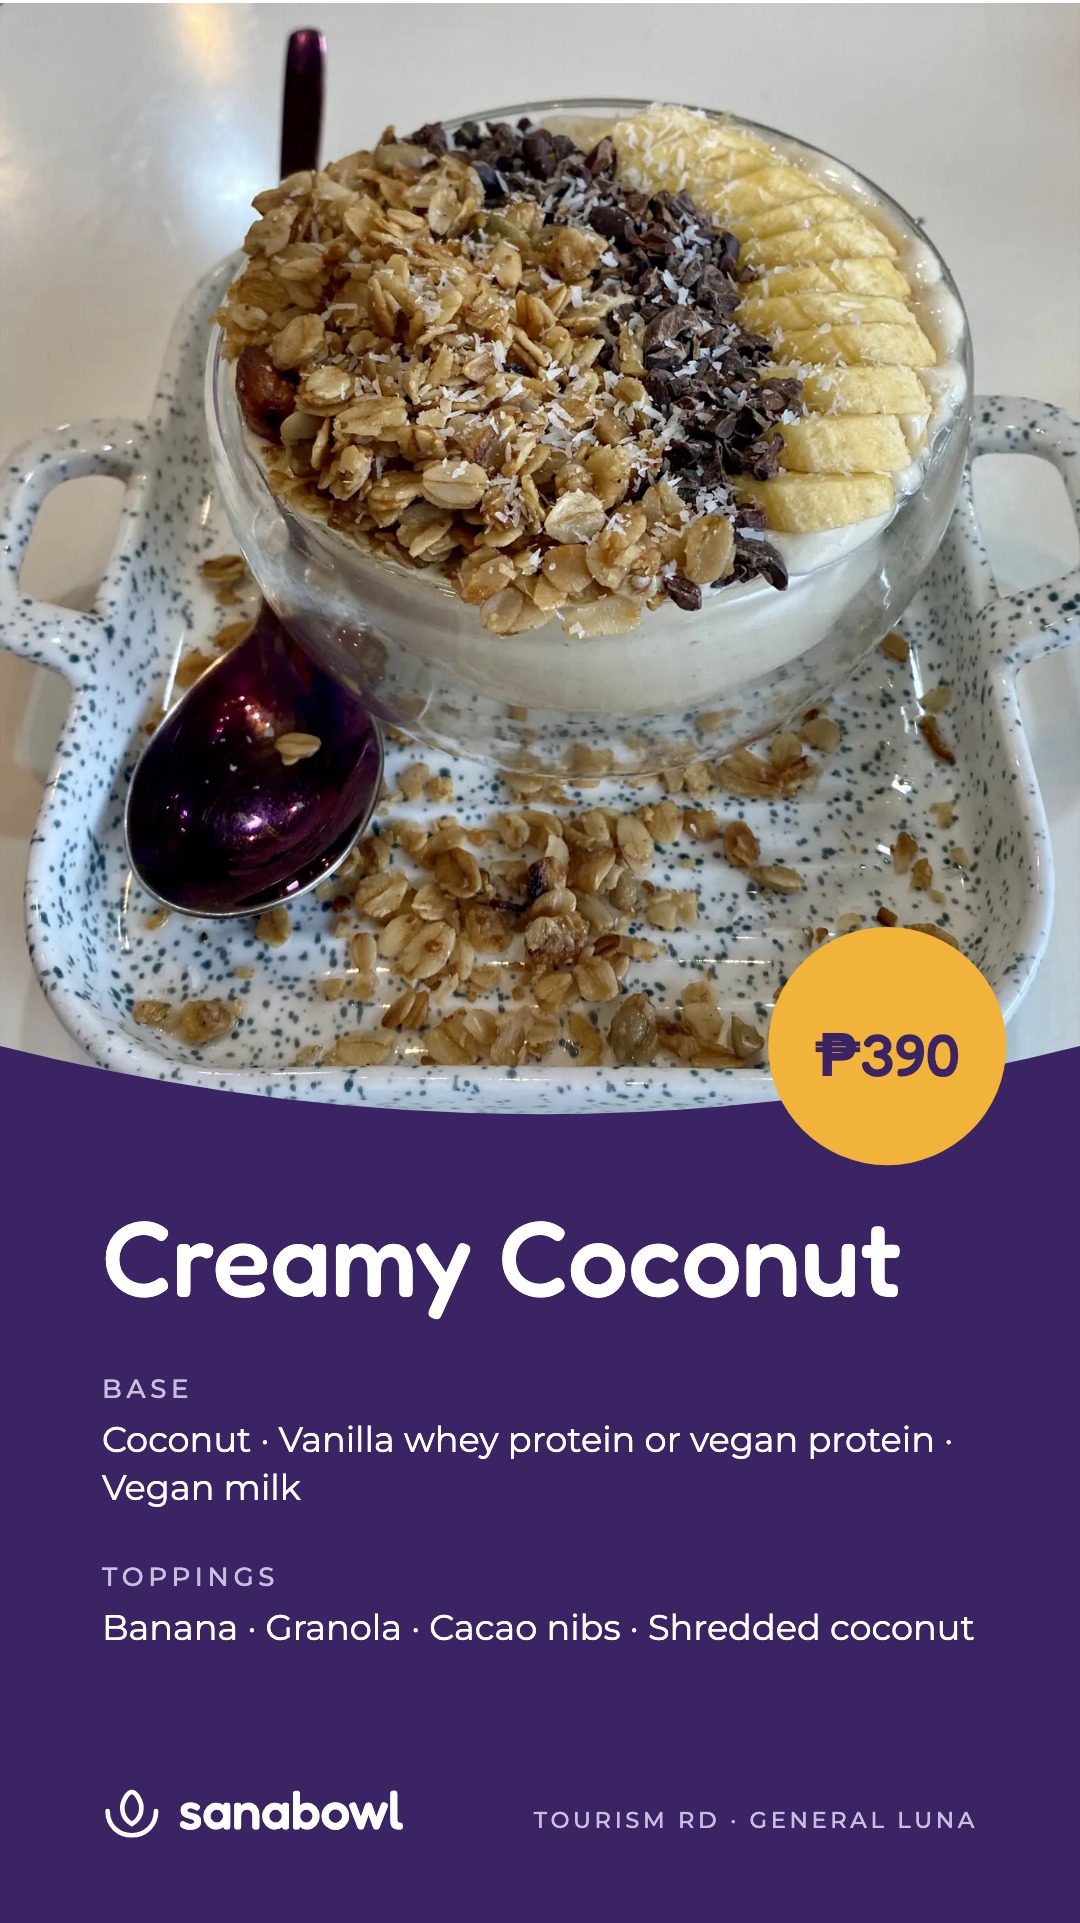 ₱390
Creamy Coconut
BASE
Coconut · Vanilla whey protein or vegan protein ·
Vegan milk
TOPPINGS
Banana · Granola · Cacao nibs · Shredded coconut
sanabowl
TOURISM RD · GENERAL LUNA